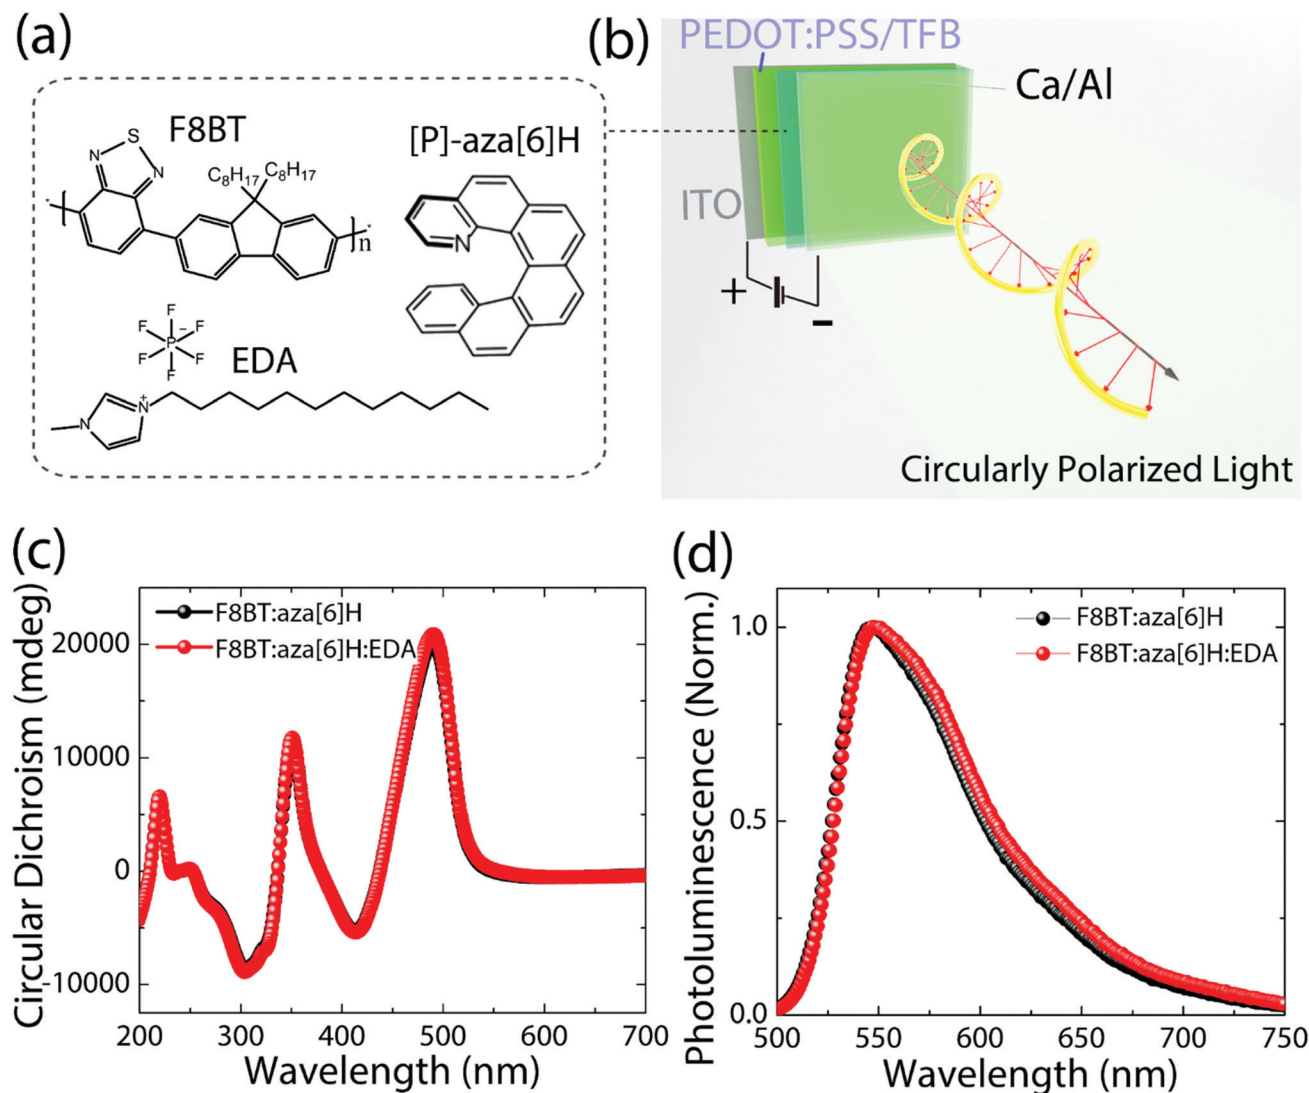 (a)
F8BT
[P]-aza[6]H
S
N
N
C8H17
C8H17
n
N
F
F
F
P
−
F
F
F
EDA
N
N
+
(b)
PEDOT:PSS/TFB
Ca/Al
ITO
+
−
Circularly Polarized Light
(c)
Circular Dichroism (mdeg)
F8BT:aza[6]H
F8BT:aza[6]H:EDA
20000
10000
0
-10000
200 300 400 500 600 700
Wavelength (nm)
(d)
Photoluminescence (Norm.)
F8BT:aza[6]H
F8BT:aza[6]H:EDA
1.0
0.5
0.0
500 550 600 650 700 750
Wavelength (nm)